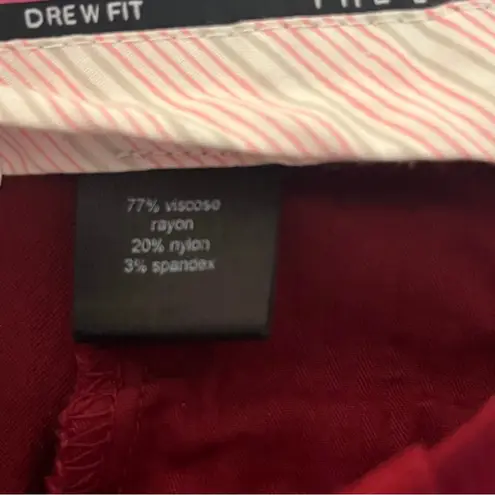 DREW FIT
77% viscose
rayon
20% nylon
3% spandex